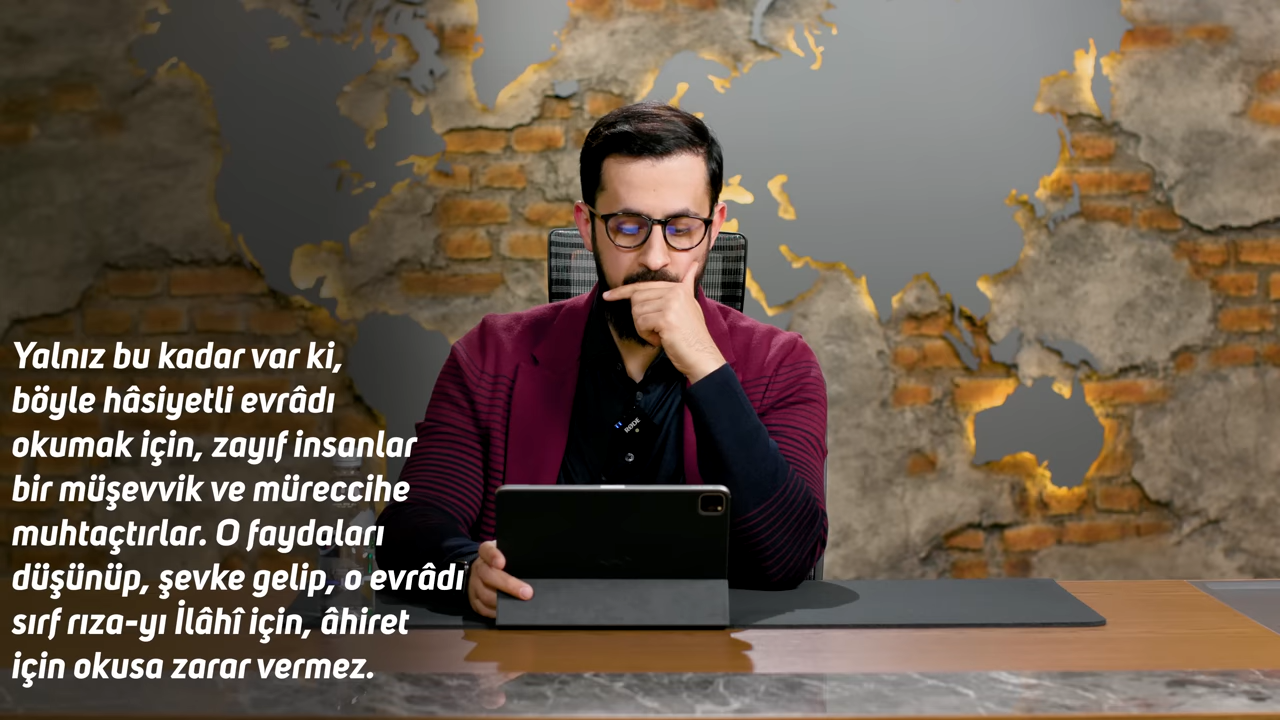 Yalnız bu kadar var ki,
böyle hâsiyetli evrâdı
okumak için, zayıf insanlar
bir müşevvik ve müreccihe
muhtaçtırlar. O faydaları
düşünüp, şevke gelip, o evrâdı
sırf rıza-yı İlâhî için, âhiret
için okusa zarar vermez.
RØDE